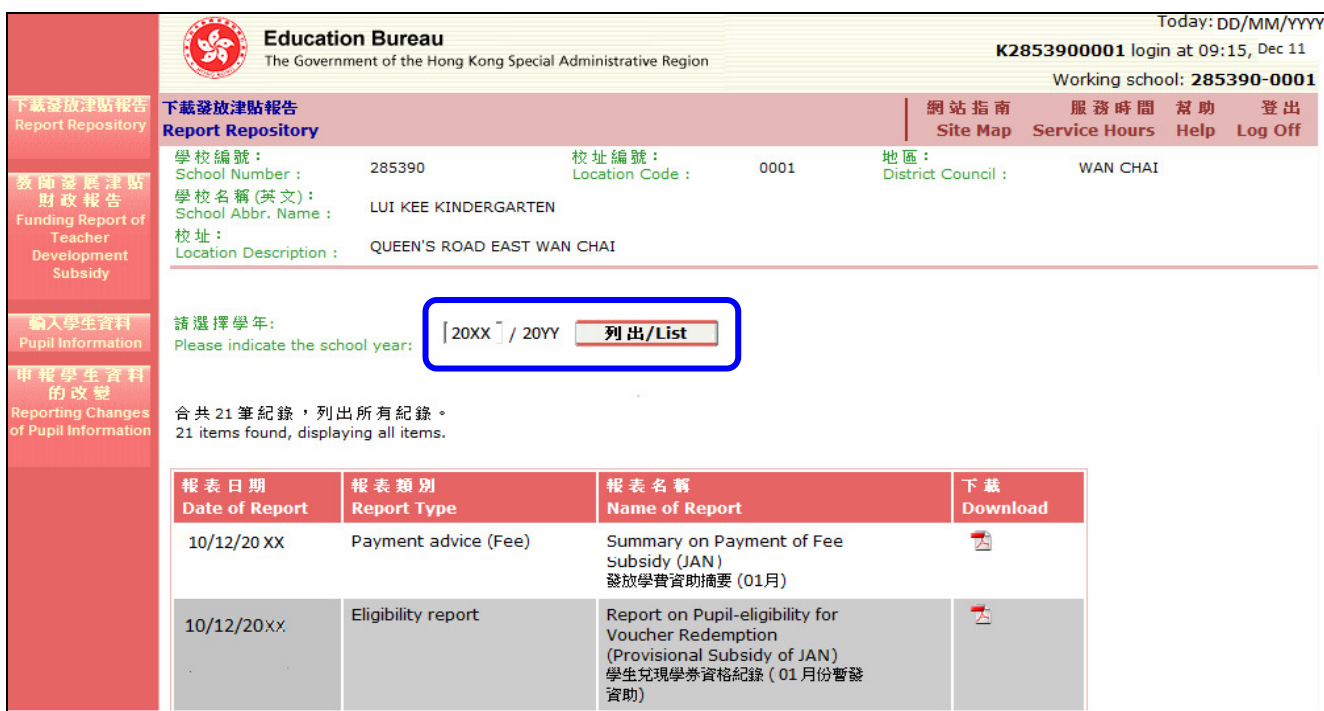 Education Bureau
The Government of the Hong Kong Special Administrative Region
Today: DD/MM/YYYY
K2853900001 login at 09:15, Dec 11
Working school: 285390-0001
下載發放津貼報告
Report Repository
教師發展津貼
財政報告
Funding Report of
Teacher
Development
Subsidy
輸入學生資料
Pupil Information
申報學生資料
的改變
Reporting Changes
of Pupil Information
下載發放津貼報告
Report Repository
網站指南 服務時間 幫助 登出
Site Map Service Hours Help Log Off
學校編號: 校址編號: 地區:
School Number : 285390 Location Code : 0001 District Council : WAN CHAI
學校名稱(英文):
School Abbr. Name : LUI KEE KINDERGARTEN
校址:
Location Description : QUEEN'S ROAD EAST WAN CHAI
請選擇學年:
Please indicate the school year: 20XX / 20YY 列出/List
合共21筆紀錄，列出所有紀錄。
21 items found, displaying all items.
報表日期 報表類別 報表名稱 下載
Date of Report Report Type Name of Report Download
10/12/20 XX Payment advice (Fee) Summary on Payment of Fee
Subsidy (JAN)
發放學費資助摘要 (01月)
10/12/20XX Eligibility report Report on Pupil-eligibility for
Voucher Redemption
(Provisional Subsidy of JAN)
學生兌現學券資格紀錄 ( 01 月份暫發
資助)